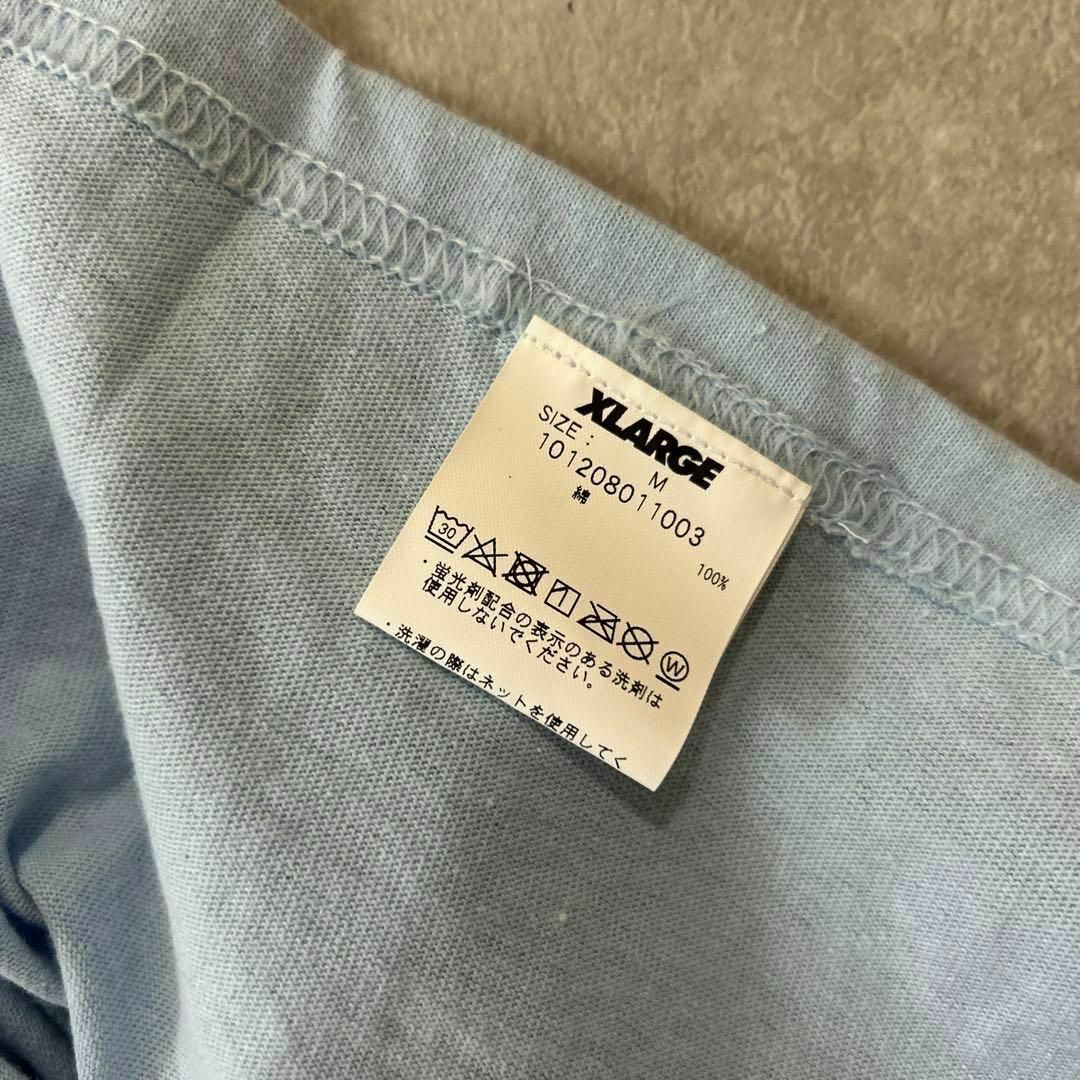 XLARGE
SIZE : M
101208011003
綿 100%
30
W
・蛍光剤配合の表示のある洗剤は
使用しないでください。
・洗濯の際はネットを使用してく